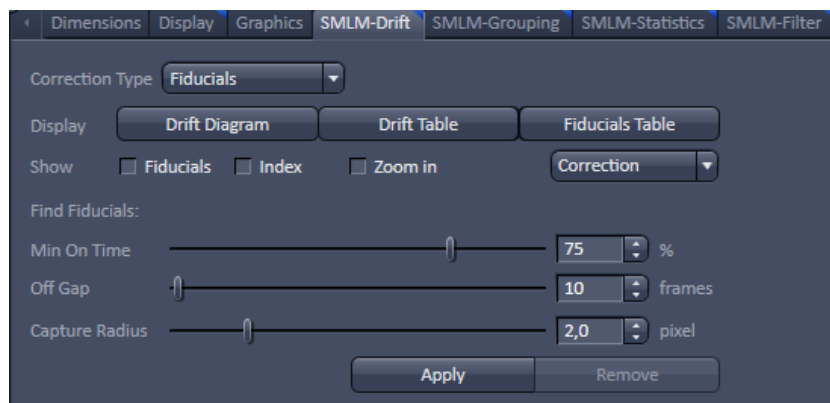 Dimensions Display Graphics SMLM-Drift SMLM-Grouping SMLM-Statistics SMLM-Filter
Correction Type Fiducials
Display Drift Diagram Drift Table Fiducials Table
Show Fiducials Index Zoom in Correction
Find Fiducials:
Min On Time 75 %
Off Gap 10 frames
Capture Radius 2,0 pixel
Apply Remove